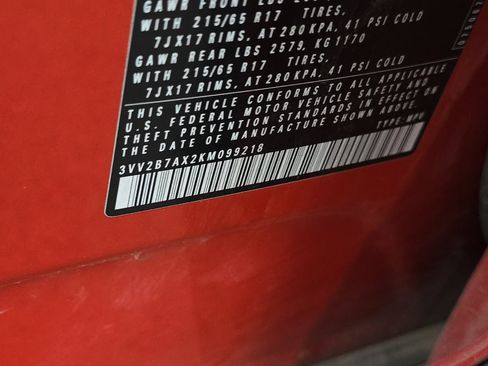 GAWR FRONT LBS
WITH 215/65 R17 TIRES,
7JX17 RIMS, AT 280 KPA, 41 PSI COLD
GAWR REAR LBS 2579, KG 1170
WITH 215/65 R17 TIRES,
7JX17 RIMS, AT 280 KPA, 41 PSI COLD
THIS VEHICLE CONFORMS TO ALL APPLICABLE
U.S. FEDERAL MOTOR VEHICLE SAFETY AND
THEFT PREVENTION STANDARDS IN EFFECT ON
THE DATE OF MANUFACTURE SHOWN ABOVE.
3VV2B7AX2KM099218
TYPE: MPV